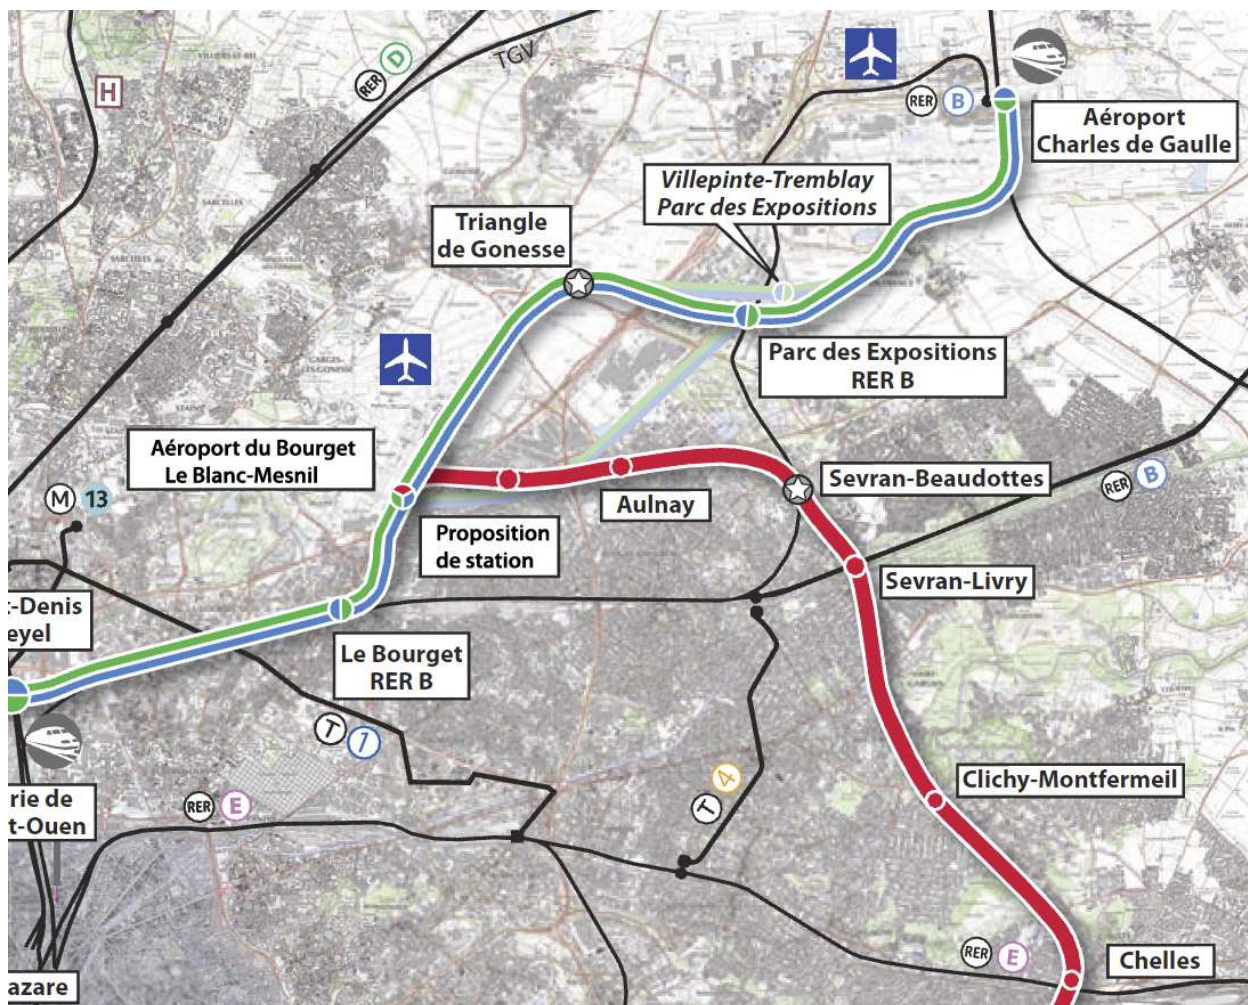 H
RER D
TGV
RER B
Aéroport
Charles de Gaulle
Villepinte-Tremblay
Parc des Expositions
Triangle
de Gonesse
Parc des Expositions
RER B
Aéroport du Bourget
Le Blanc-Mesnil
M 13
Proposition
de station
Aulnay
Sevran-Beaudottes
RER B
Sevran-Livry
t-Denis
eyel
Le Bourget
RER B
T 1
T 4
Clichy-Montfermeil
rie de
t-Ouen
RER E
RER E
Chelles
azare